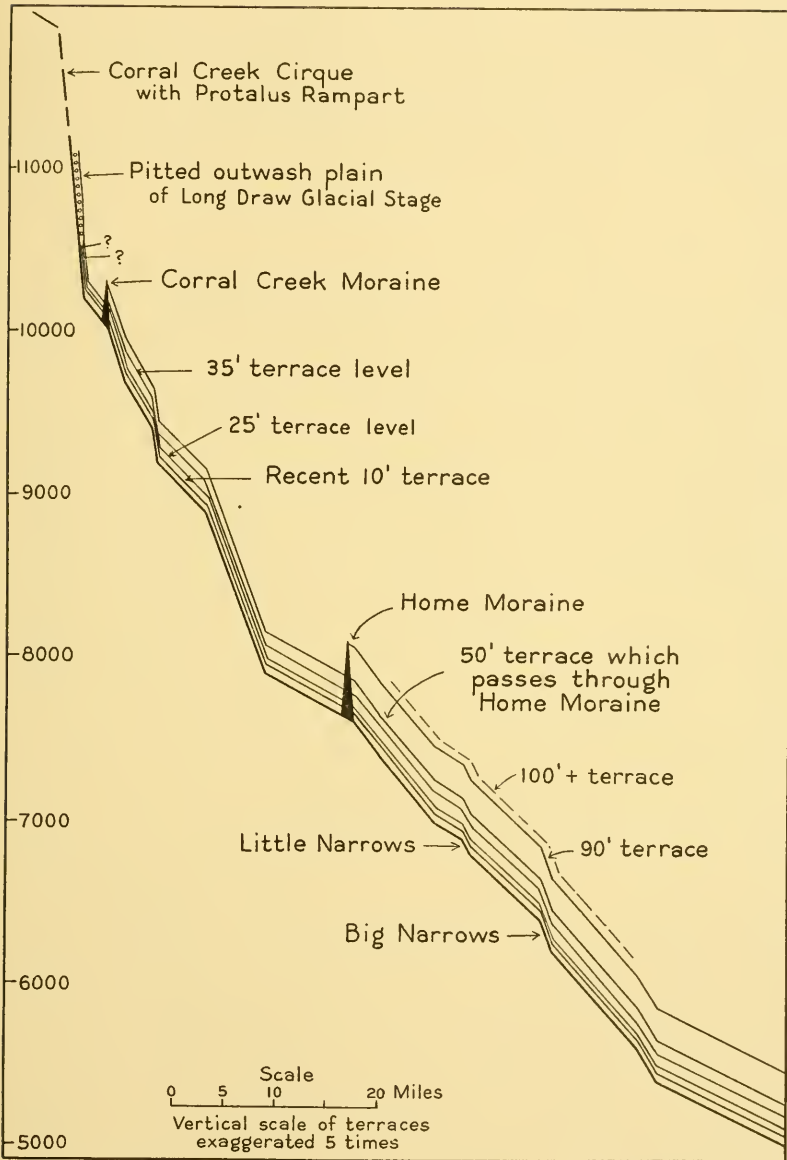 Corral Creek Cirque
with Protalus Rampart
11000
Pitted outwash plain
of Long Draw Glacial Stage
?
?
Corral Creek Moraine
10000
35' terrace level
25' terrace level
Recent 10' terrace
9000
Home Moraine
8000
50' terrace which
passes through
Home Moraine
100'+ terrace
7000
Little Narrows
90' terrace
Big Narrows
6000
Scale
0 5 10 20 Miles
Vertical scale of terraces
exaggerated 5 times
5000